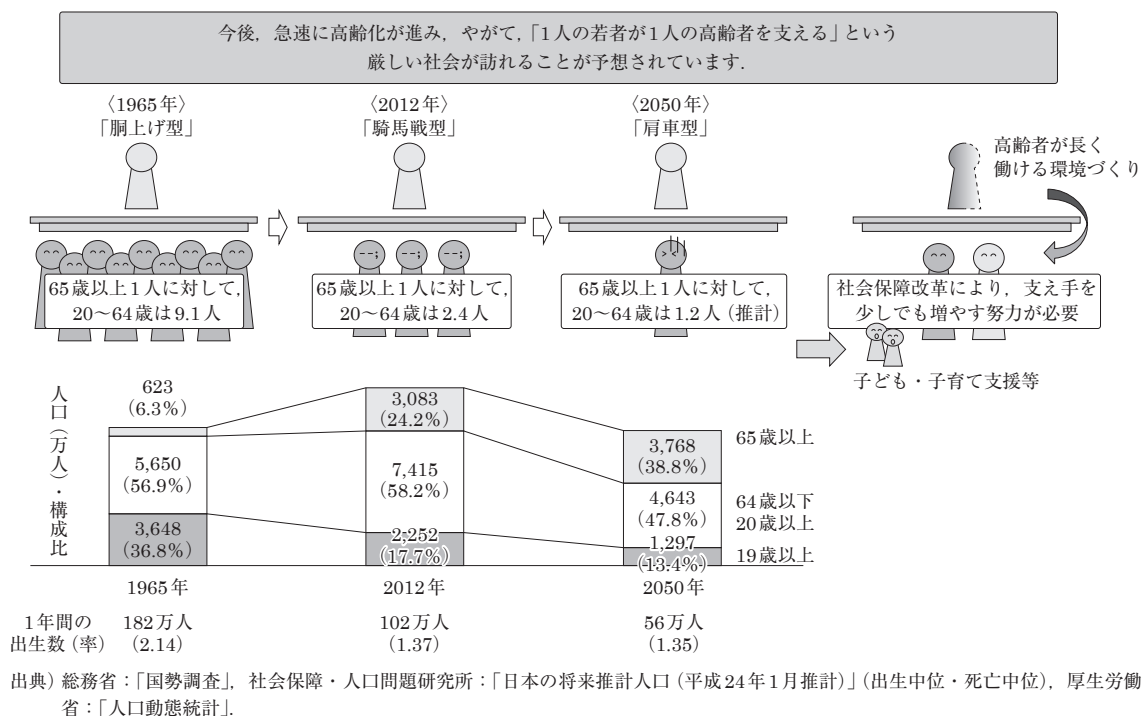 今後，急速に高齢化が進み，やがて，「1人の若者が1人の高齢者を支える」という
厳しい社会が訪れることが予想されています．
〈1965年〉
「胴上げ型」
〈2012年〉
「騎馬戦型」
〈2050年〉
「肩車型」
高齢者が長く
働ける環境づくり
65歳以上1人に対して，
20〜64歳は9.1人
65歳以上1人に対して，
20〜64歳は2.4人
65歳以上1人に対して，
20〜64歳は1.2人（推計）
社会保障改革により，支え手を
少しでも増やす努力が必要
子ども・子育て支援等
人口（万人）・構成比
623
(6.3%)
5,650
(56.9%)
3,648
(36.8%)
3,083
(24.2%)
7,415
(58.2%)
2,252
(17.7%)
3,768
(38.8%)
4,643
(47.8%)
1,297
(13.4%)
65歳以上
64歳以下
20歳以上
19歳以上
1965年
2012年
2050年
1年間の
出生数（率）
182万人
(2.14)
102万人
(1.37)
56万人
(1.35)
出典）総務省：「国勢調査」，社会保障・人口問題研究所：「日本の将来推計人口（平成24年1月推計）」（出生中位・死亡中位），厚生労働
省：「人口動態統計」．